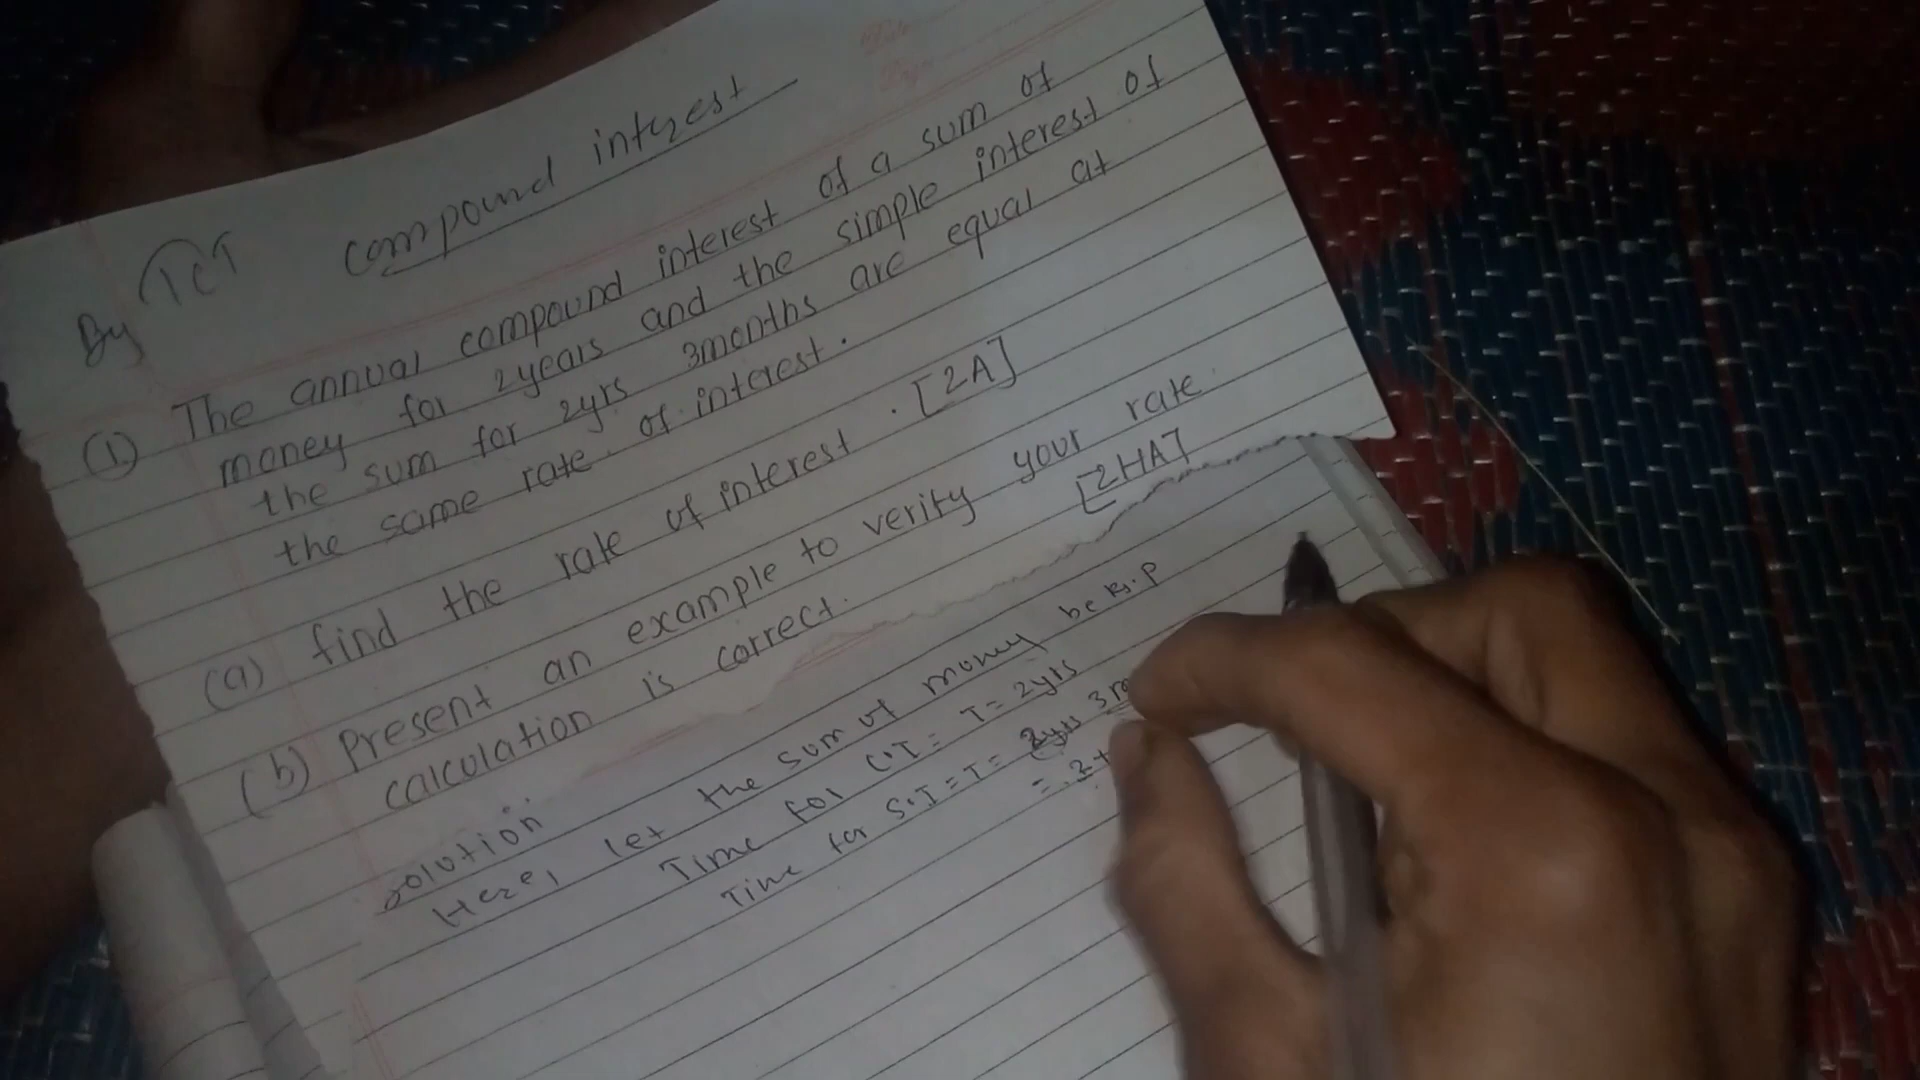 compound interest
By
(1) The annual compound interest of a sum of
money for 2years and the simple interest of
the sum for 2yrs 3months are equal at
the same rate of interest.
(a) find the rate of interest. [2A]
(b) Present an example to verify your rate
calculation is correct. [2HA]
Solution:
Here, let the sum of money be Rs. P
Time for C.I = T = 2yrs
Time for S.I = T = 2yrs 3
= 2+